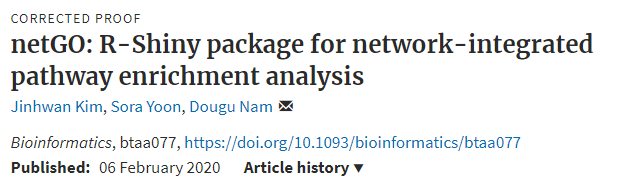 CORRECTED PROOF
netGO: R-Shiny package for network-integrated
pathway enrichment analysis
Jinhwan Kim, Sora Yoon, Dougu Nam
Bioinformatics, btaa077, https://doi.org/10.1093/bioinformatics/btaa077
Published: 06 February 2020 Article history ▼